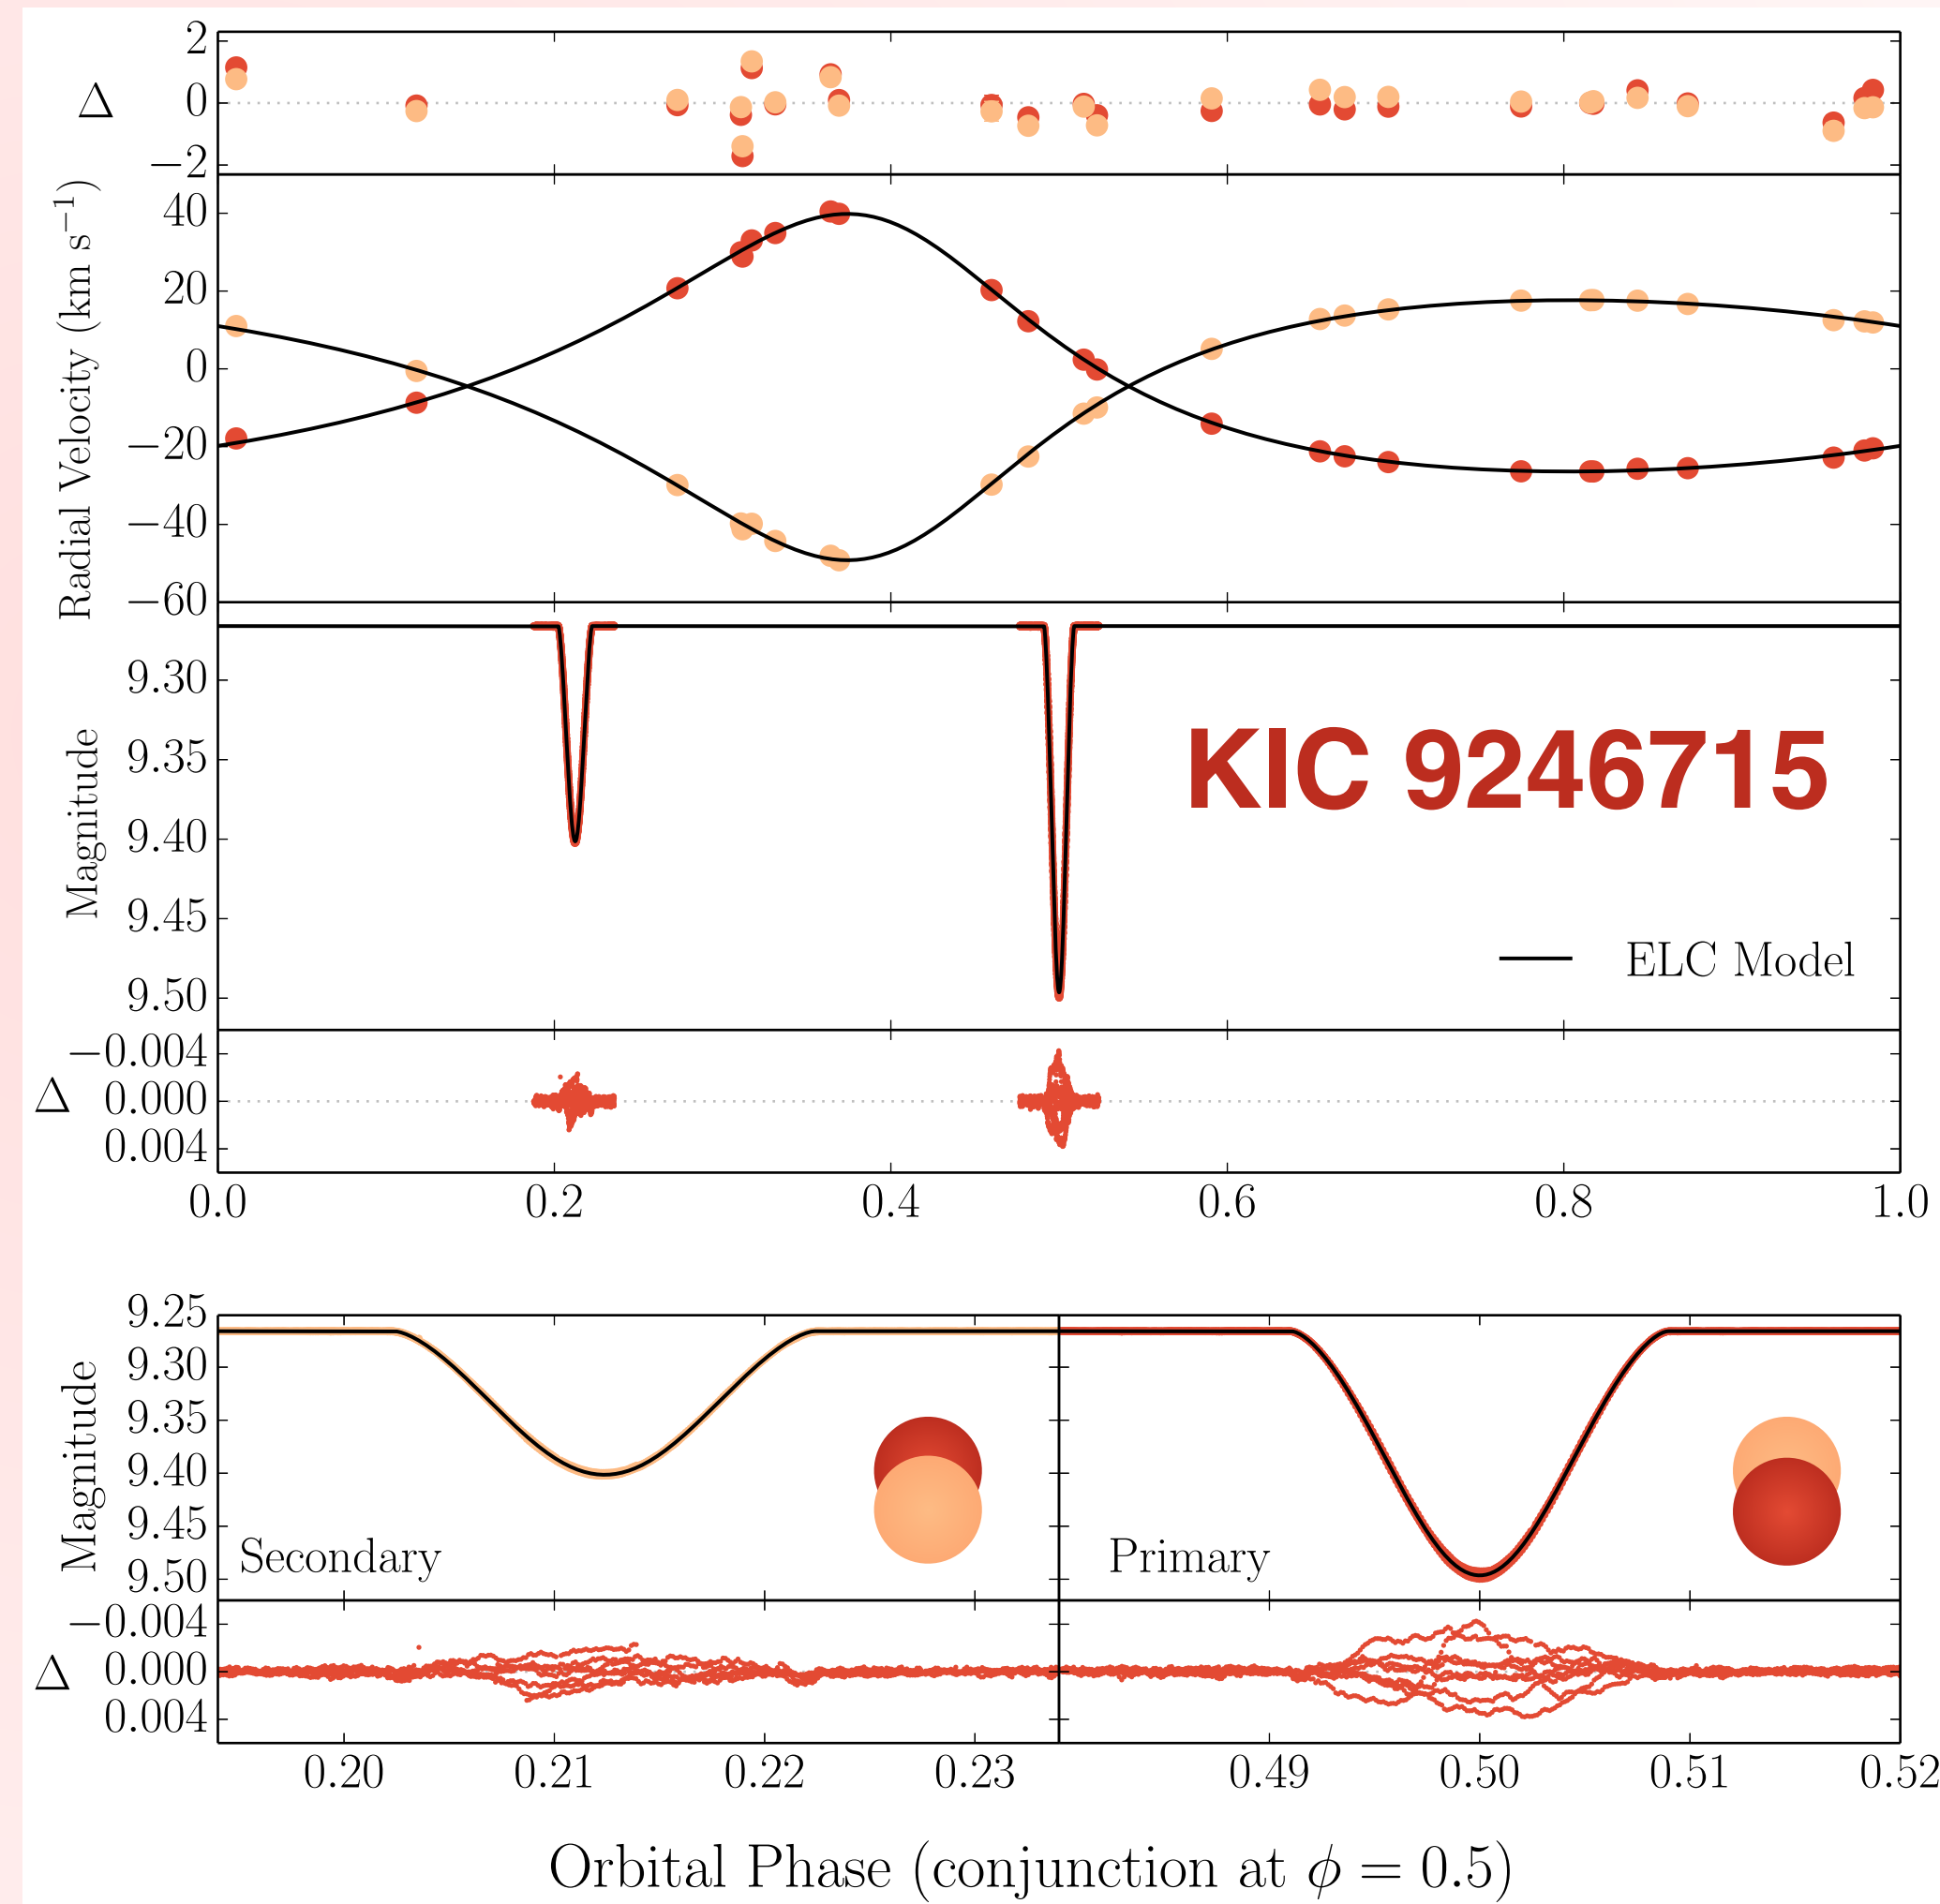 2
Δ 0
−2
Radial Velocity (km s⁻¹)
40
20
0
−20
−40
−60
Magnitude
9.30
9.35
9.40
9.45
9.50
KIC 9246715
ELC Model
−0.004
Δ 0.000
0.004
0.0 0.2 0.4 0.6 0.8 1.0
Magnitude
9.25
9.30
9.35
9.40
9.45
9.50
Secondary
Primary
−0.004
Δ 0.000
0.004
0.20 0.21 0.22 0.23 0.49 0.50 0.51 0.52
Orbital Phase (conjunction at ϕ = 0.5)